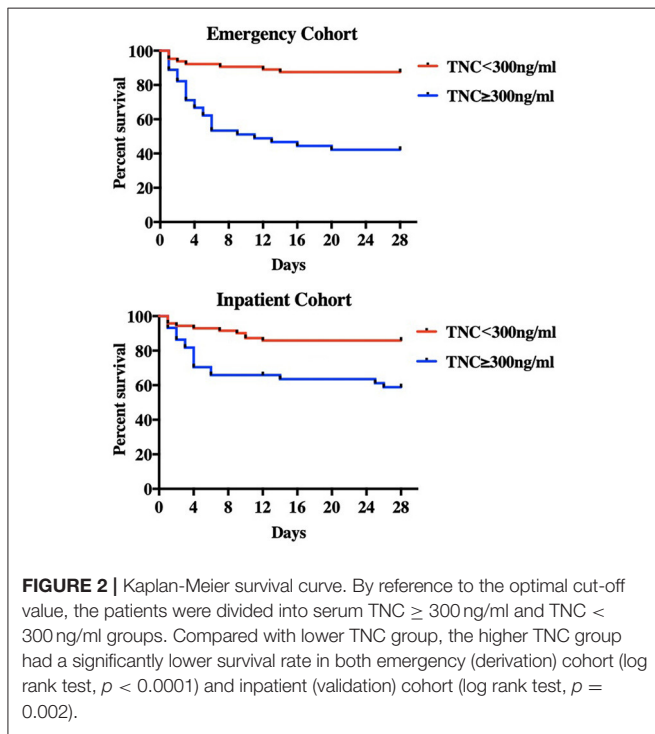 Emergency Cohort
100
80
60
40
20
0
Percent survival
0 4 8 12 16 20 24 28
Days
TNC<300ng/ml
TNC≥300ng/ml
Inpatient Cohort
100
80
60
40
20
0
Percent survival
0 4 8 12 16 20 24 28
Days
TNC<300ng/ml
TNC≥300ng/ml
FIGURE 2 | Kaplan-Meier survival curve. By reference to the optimal cut-off
value, the patients were divided into serum TNC ≥ 300 ng/ml and TNC <
300 ng/ml groups. Compared with lower TNC group, the higher TNC group
had a significantly lower survival rate in both emergency (derivation) cohort (log
rank test, p < 0.0001) and inpatient (validation) cohort (log rank test, p =
0.002).